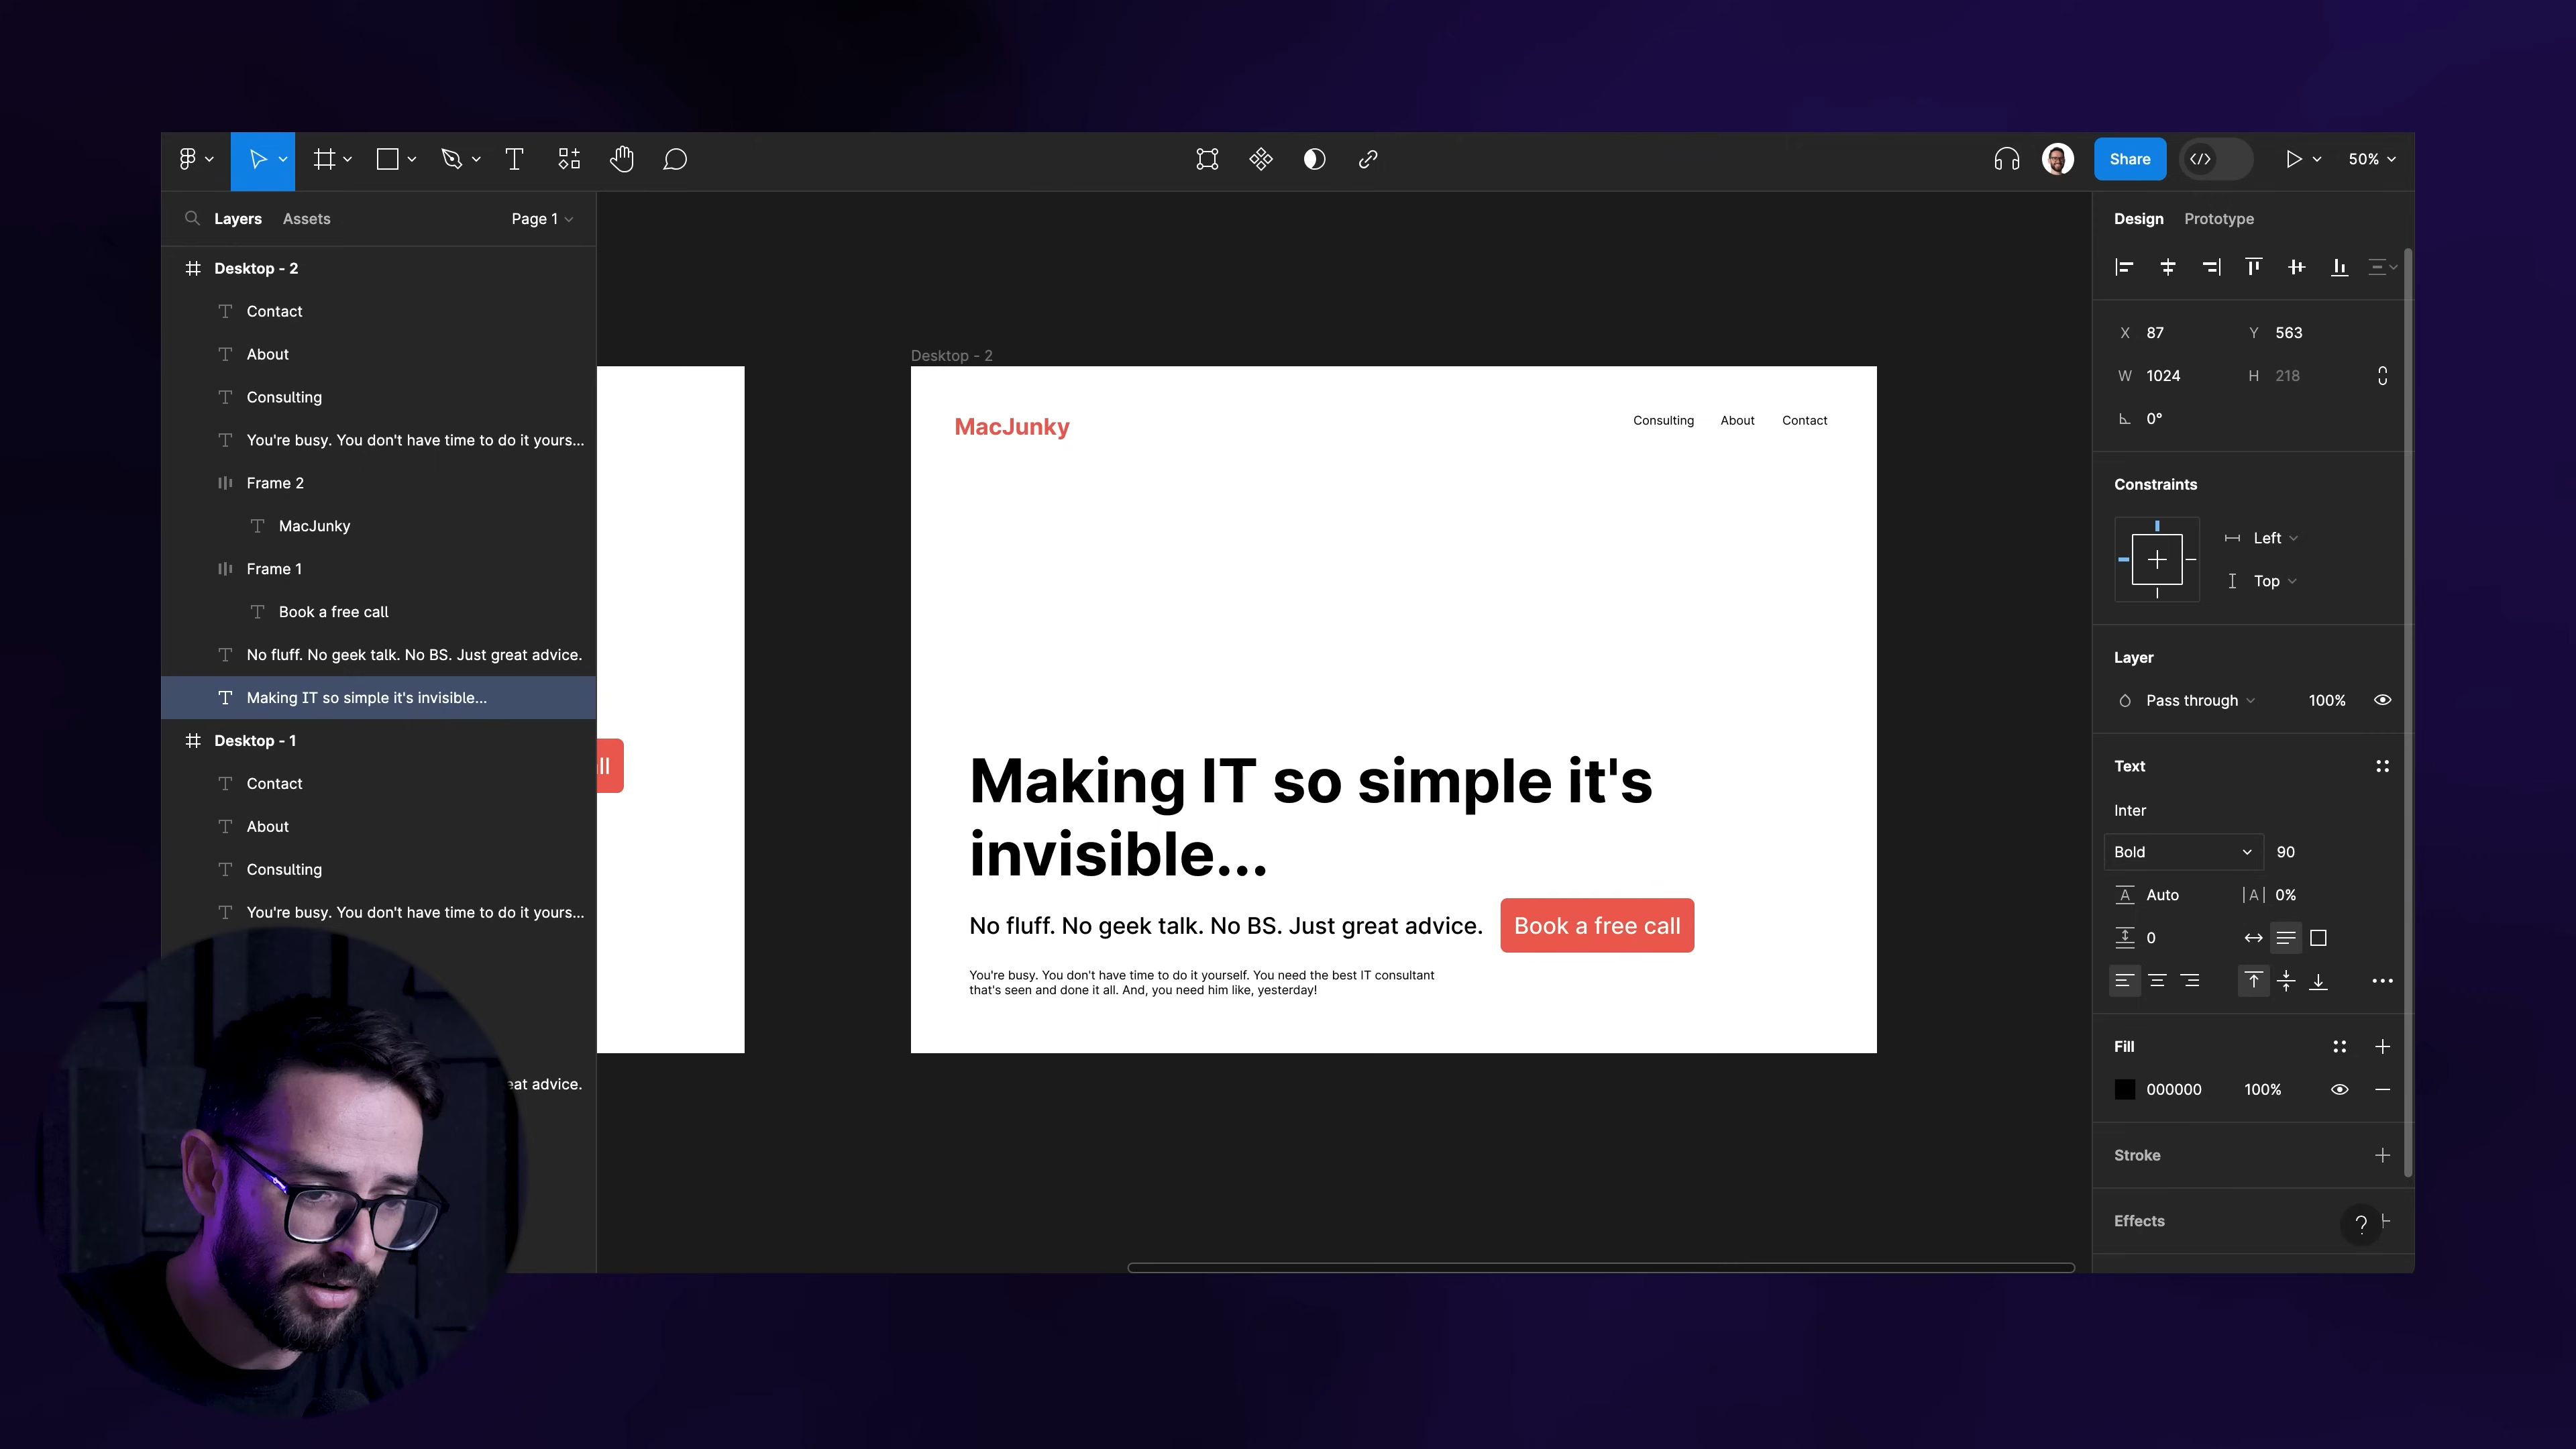 Share
50%
Layers
Assets
Page 1
Desktop - 2
Contact
About
Consulting
You're busy. You don't have time to do it yours...
Frame 2
MacJunky
Frame 1
Book a free call
No fluff. No geek talk. No BS. Just great advice.
Making IT so simple it's invisible...
Desktop - 1
Contact
About
Consulting
You're busy. You don't have time to do it yours...
eat advice.
ll
Desktop - 2
MacJunky
Consulting
About
Contact
Making IT so simple it's
invisible...
No fluff. No geek talk. No BS. Just great advice.
Book a free call
You're busy. You don't have time to do it yourself. You need the best IT consultant
that's seen and done it all. And, you need him like, yesterday!
Design
Prototype
X 87
Y 563
W 1024
H 218
0°
Constraints
Left
Top
Layer
Pass through
100%
Text
Inter
Bold
90
Auto
0%
0
Fill
000000
100%
Stroke
Effects
?